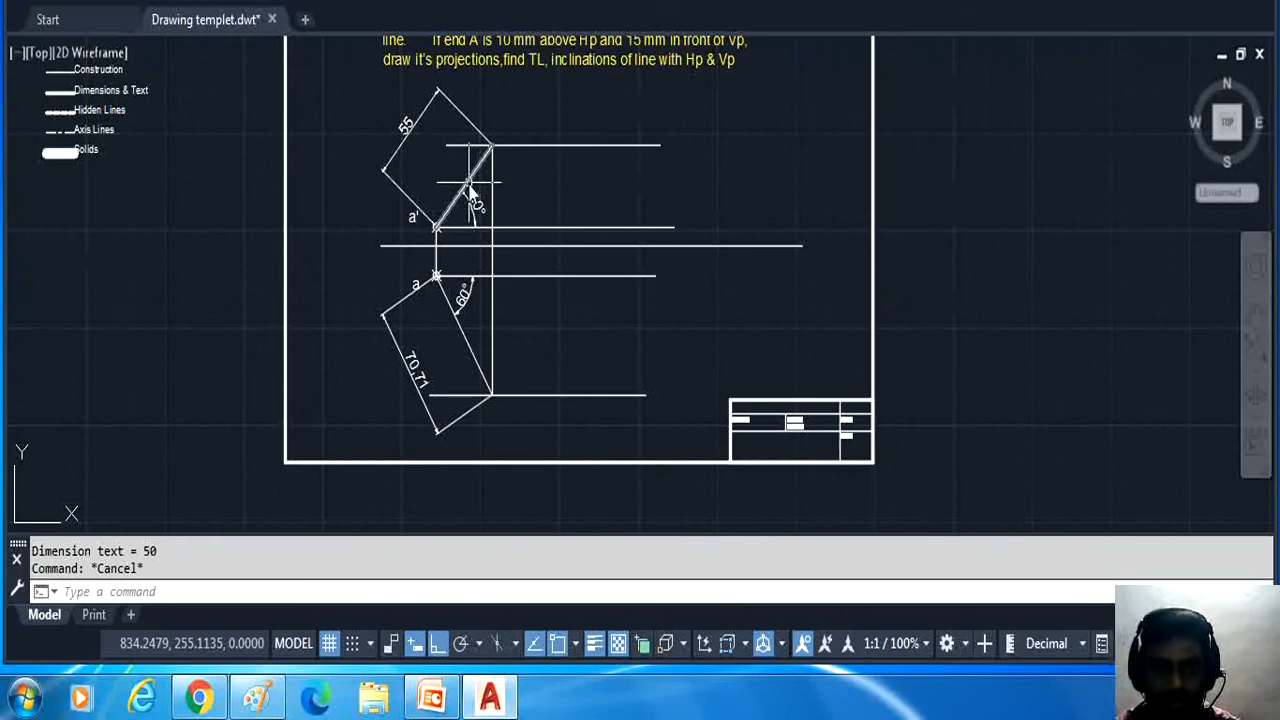 Start
Drawing templet.dwt*
[−][Top][2D Wireframe]
Construction
Dimensions & Text
Hidden Lines
Axis Lines
Solids
line. If end A is 10 mm above Hp and 15 mm in front of Vp,
draw it's projections,find TL, inclinations of line with Hp & Vp
N
W
TOP
E
S
Unnamed
55
a'
60°
a
60°
70,71
Y
X
Dimension text = 50
Command: *Cancel*
Type a command
Model
Print
834.2479, 255.1135, 0.0000
MODEL
1:1 / 100%
Decimal